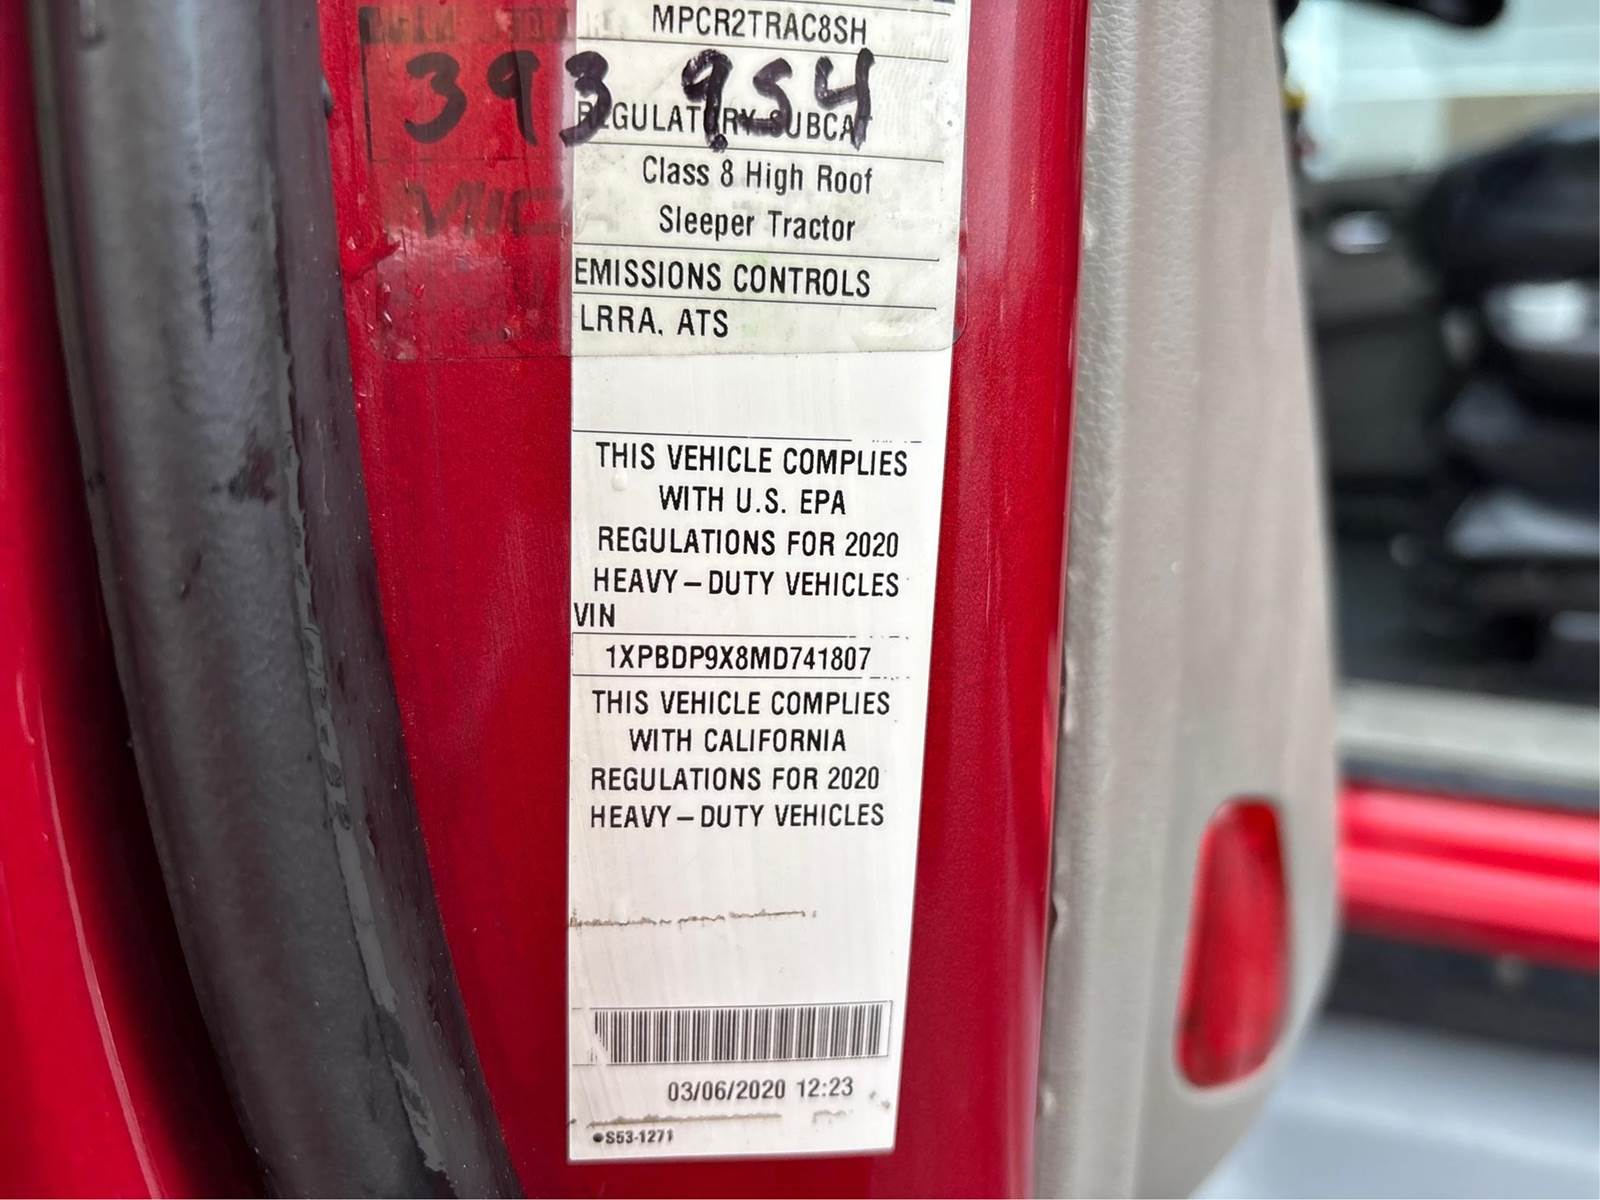 MPCR2TRAC8SH
393 954
REGULATORY SUBCAT
Class 8 High Roof
Sleeper Tractor
EMISSIONS CONTROLS
LRRA. ATS
THIS VEHICLE COMPLIES
WITH U.S. EPA
REGULATIONS FOR 2020
HEAVY–DUTY VEHICLES
VIN
1XPBDP9X8MD741807
THIS VEHICLE COMPLIES
WITH CALIFORNIA
REGULATIONS FOR 2020
HEAVY–DUTY VEHICLES
03/06/2020 12:23
●S53-1271